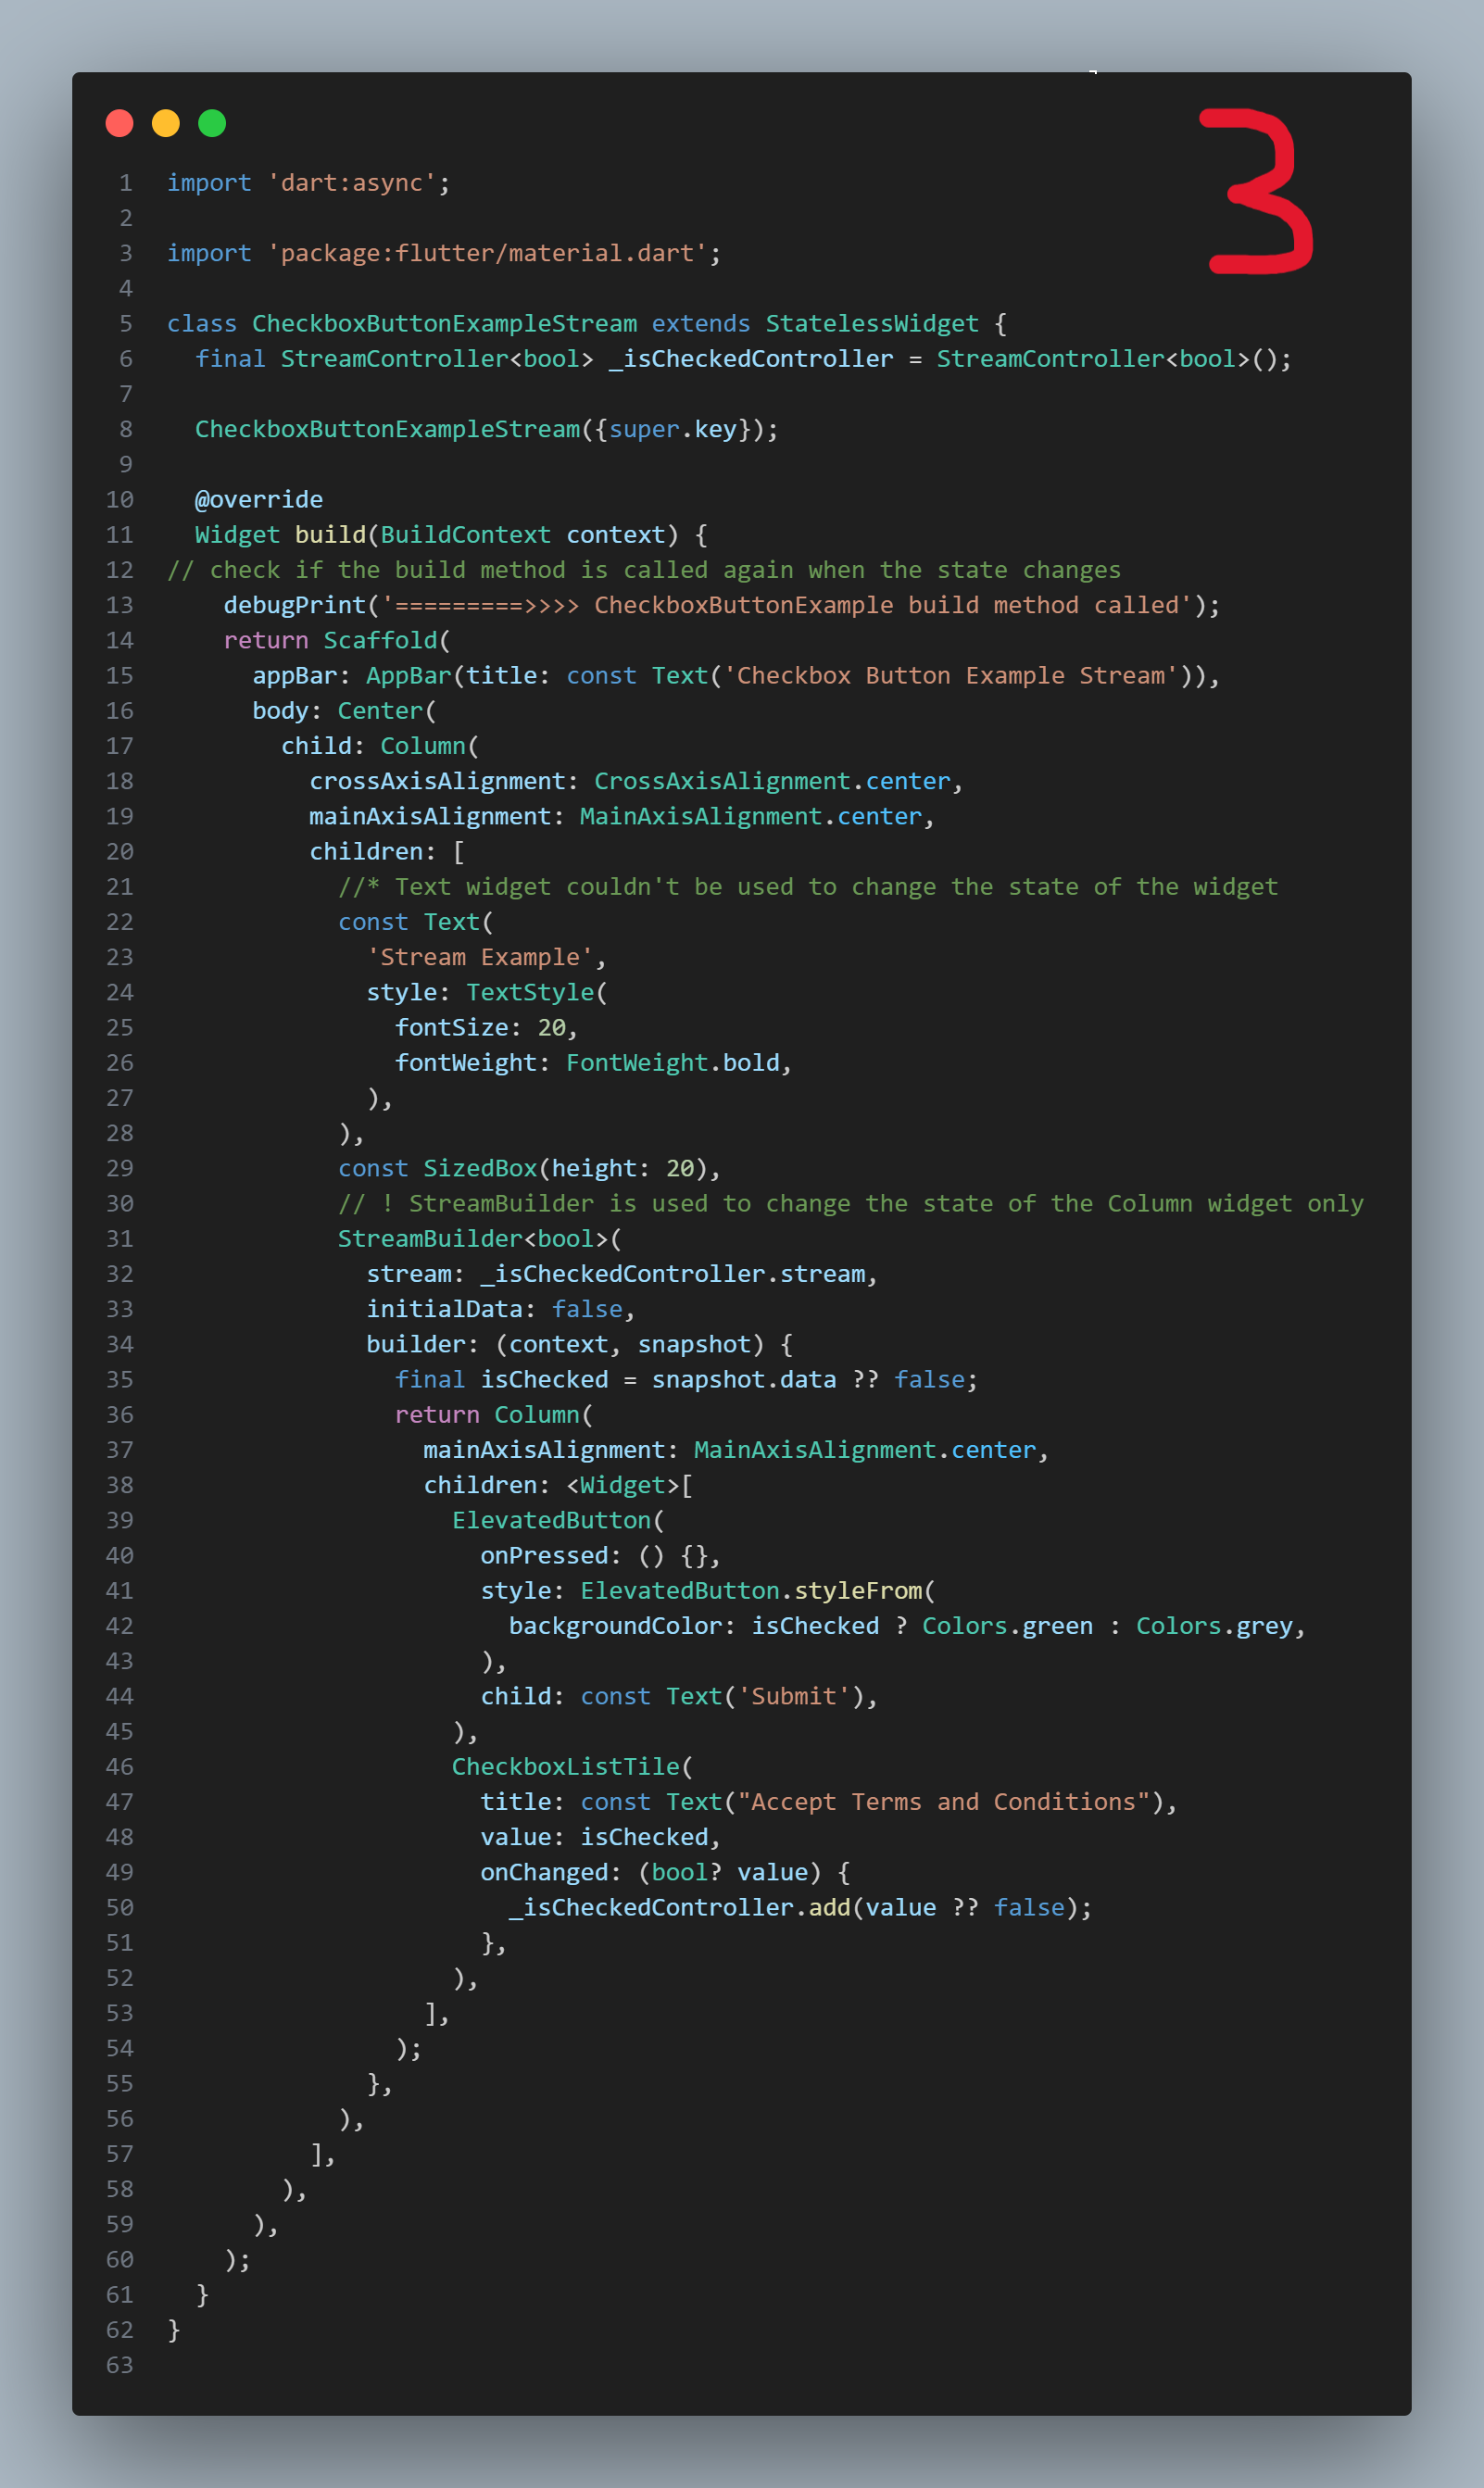 3
1 import 'dart:async';
2
3 import 'package:flutter/material.dart';
4
5 class CheckboxButtonExampleStream extends StatelessWidget {
6   final StreamController<bool> _isCheckedController = StreamController<bool>();
7
8   CheckboxButtonExampleStream({super.key});
9
10   @override
11   Widget build(BuildContext context) {
12 // check if the build method is called again when the state changes
13     debugPrint('=========>>>> CheckboxButtonExample build method called');
14     return Scaffold(
15       appBar: AppBar(title: const Text('Checkbox Button Example Stream')),
16       body: Center(
17         child: Column(
18           crossAxisAlignment: CrossAxisAlignment.center,
19           mainAxisAlignment: MainAxisAlignment.center,
20           children: [
21             //* Text widget couldn't be used to change the state of the widget
22             const Text(
23               'Stream Example',
24               style: TextStyle(
25                 fontSize: 20,
26                 fontWeight: FontWeight.bold,
27               ),
28             ),
29             const SizedBox(height: 20),
30             // ! StreamBuilder is used to change the state of the Column widget only
31             StreamBuilder<bool>(
32               stream: _isCheckedController.stream,
33               initialData: false,
34               builder: (context, snapshot) {
35                 final isChecked = snapshot.data ?? false;
36                 return Column(
37                   mainAxisAlignment: MainAxisAlignment.center,
38                   children: <Widget>[
39                     ElevatedButton(
40                       onPressed: () {},
41                       style: ElevatedButton.styleFrom(
42                         backgroundColor: isChecked ? Colors.green : Colors.grey,
43                       ),
44                       child: const Text('Submit'),
45                     ),
46                     CheckboxListTile(
47                       title: const Text("Accept Terms and Conditions"),
48                       value: isChecked,
49                       onChanged: (bool? value) {
50                         _isCheckedController.add(value ?? false);
51                       },
52                     ),
53                   ],
54                 );
55               },
56             ),
57           ],
58         ),
59       ),
60     );
61   }
62 }
63